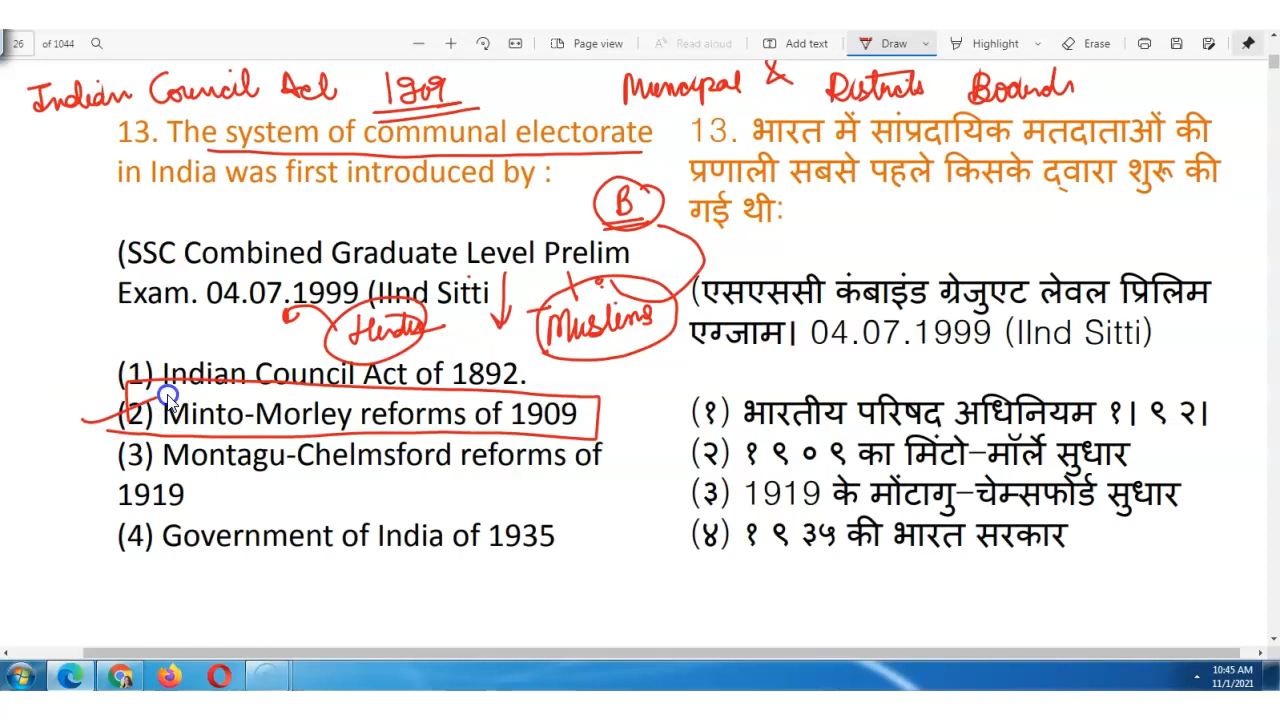 26 of 1044 Page view Read aloud Add text Draw Highlight Erase
Indian Council Act 1909 Municipal & Districts Boards
13. The system of communal electorate
in India was first introduced by :
B
(SSC Combined Graduate Level Prelim
Exam. 04.07.1999 (IInd Sitti
Muslims
(1) Indian Council Act of 1892.
(2) Minto-Morley reforms of 1909
(3) Montagu-Chelmsford reforms of
1919
(4) Government of India of 1935
13. भारत में सांप्रदायिक मतदाताओं की
प्रणाली सबसे पहले किसके द्वारा शुरू की
गई थी:
(एसएससी कंबाइंड ग्रेजुएट लेवल प्रिलिम
एग्जाम। 04.07.1999 (IInd Sitti)
(१) भारतीय परिषद अधिनियम १। ९ २।
(२) १ ९ ० ९ का मिंटो-मॉर्ले सुधार
(३) 1919 के मोंटागु-चेम्सफोर्ड सुधार
(४) १ ९ ३५ की भारत सरकार
10:45 AM
11/1/2021